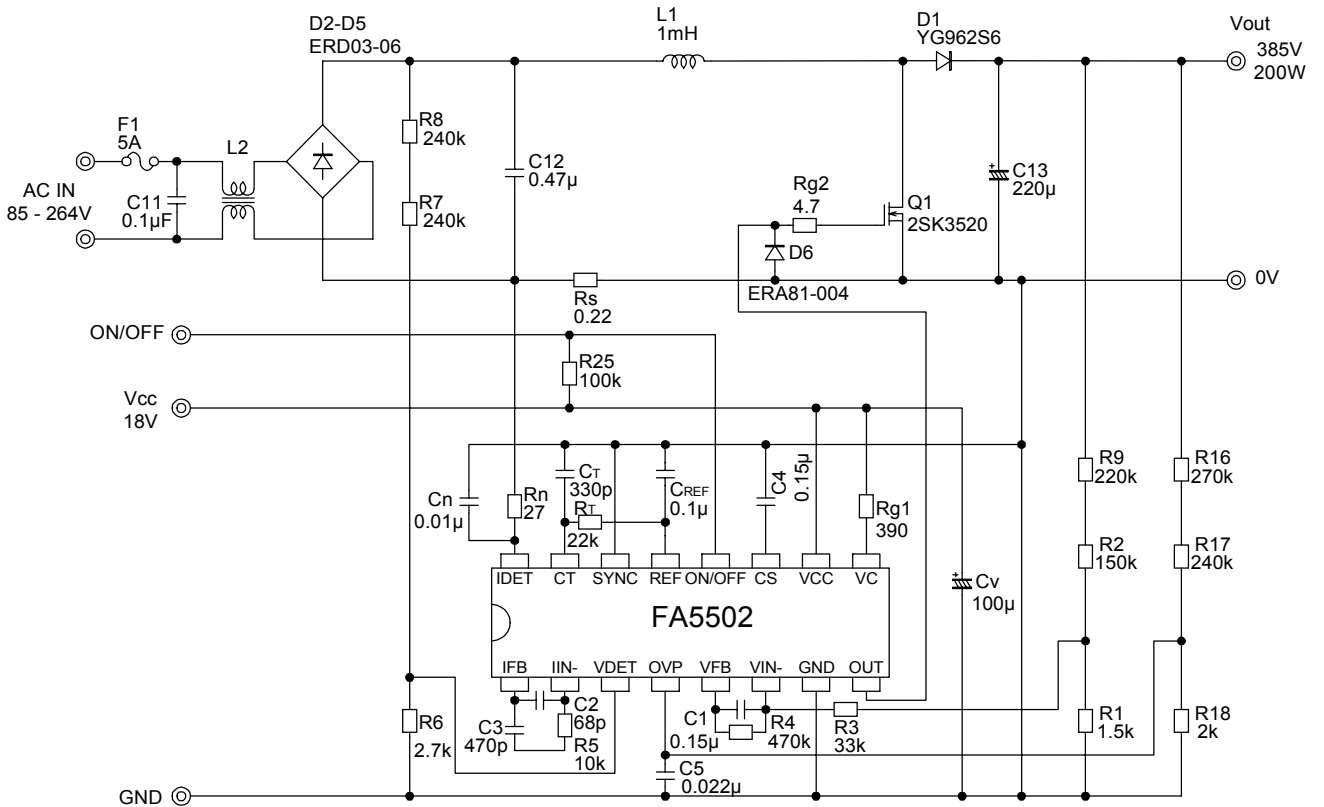 D2-D5
ERD03-06
L1
1mH
D1
YG962S6
Vout
385V
200W
F1
5A
L2
AC IN
85 - 264V
C11
0.1µF
R8
240k
R7
240k
C12
0.47µ
Rg2
4.7
Q1
2SK3520
D6
ERA81-004
+
C13
220µ
0V
Rs
0.22
ON/OFF
R25
100k
Vcc
18V
Cn
0.01µ
Rn
27
CT
330p
RT
22k
CREF
0.1µ
C4
0.15µ
Rg1
390
R9
220k
R16
270k
R2
150k
R17
240k
+
Cv
100µ
IDET
CT
SYNC
REF
ON/OFF
CS
VCC
VC
FA5502
IFB
IIN-
VDET
OVP
VFB
VIN-
GND
OUT
R6
2.7k
C3
470p
C2
68p
R5
10k
C1
0.15µ
R4
470k
R3
33k
R1
1.5k
R18
2k
C5
0.022µ
GND